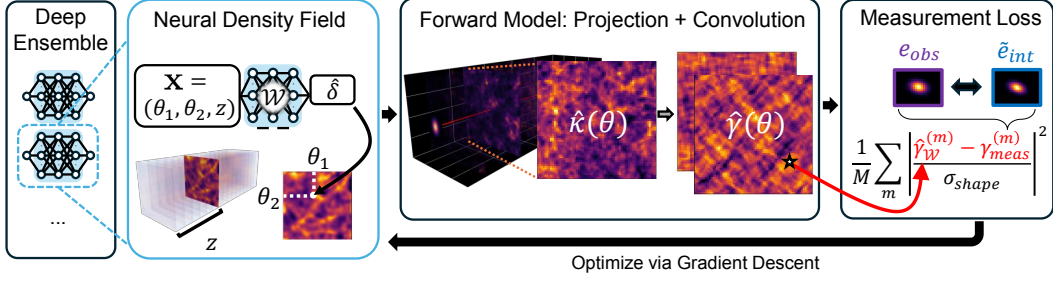 Deep
Ensemble
...
Neural Density Field
X =
(θ₁, θ₂, z)
𝒲
δ̂
θ₁
θ₂
z
Forward Model: Projection + Convolution
κ̂(θ)
γ̂(θ)
Measurement Loss
e_obs
ẽ_int
1/M ∑_m | (γ̂_𝒲^(m) − γ_meas^(m)) / σ_shape |²
Optimize via Gradient Descent